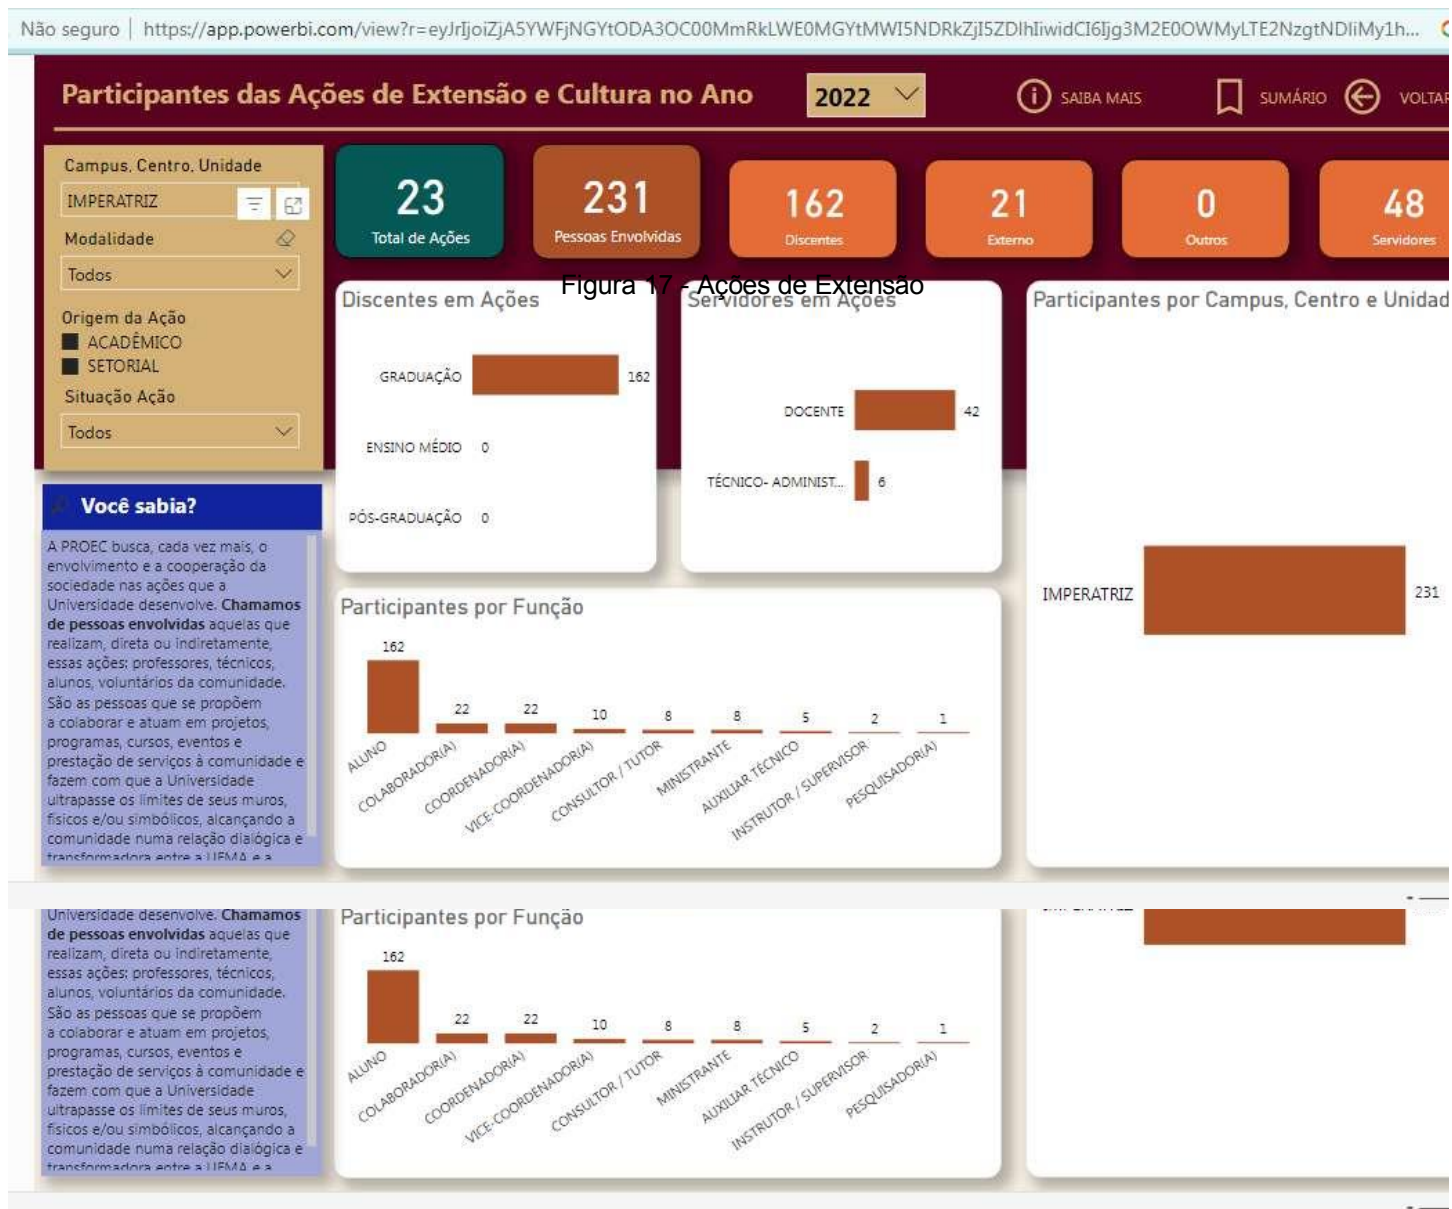 Não seguro | https://app.powerbi.com/view?r=eyJrIjoiZjA5YWFjNGYtODA3OC00MmRkLWE0MGYtMWI5NDRkZjI5ZDlhIiwidCI6Ijg3M2E0OWMyLTE2NzgtNDliMy1h...
Participantes das Ações de Extensão e Cultura no Ano
2022
SAIBA MAIS
SUMÁRIO
VOLTAR
Campus, Centro, Unidade
IMPERATRIZ
Modalidade
Todos
Origem da Ação
ACADÊMICO
SETORIAL
Situação Ação
Todos
23
Total de Ações
231
Pessoas Envolvidas
162
Discentes
21
Externo
0
Outros
48
Servidores
Figura 17 - Ações de Extensão
Discentes em Ações
GRADUAÇÃO 162
ENSINO MÉDIO 0
PÓS-GRADUAÇÃO 0
Servidores em Ações
DOCENTE 42
TÉCNICO- ADMINIST... 6
Participantes por Campus, Centro e Unidad
IMPERATRIZ 231
Você sabia?
A PROEC busca, cada vez mais, o
envolvimento e a cooperação da
sociedade nas ações que a
Universidade desenvolve. Chamamos
de pessoas envolvidas aquelas que
realizam, direta ou indiretamente,
essas ações: professores, técnicos,
alunos, voluntários da comunidade.
São as pessoas que se propõem
a colaborar e atuam em projetos,
programas, cursos, eventos e
prestação de serviços à comunidade e
fazem com que a Universidade
ultrapasse os limites de seus muros,
físicos e/ou simbólicos, alcançando a
comunidade numa relação dialógica e
transformadora entre a UFMA e a
Participantes por Função
162 22 22 10 8 8 5 2 1
ALUNO
COLABORADOR(A)
COORDENADOR(A)
VICE-COORDENADOR(A)
CONSULTOR / TUTOR
MINISTRANTE
AUXILIAR TÉCNICO
INSTRUTOR / SUPERVISOR
PESQUISADOR(A)
Universidade desenvolve. Chamamos
de pessoas envolvidas aquelas que
realizam, direta ou indiretamente,
essas ações: professores, técnicos,
alunos, voluntários da comunidade.
São as pessoas que se propõem
a colaborar e atuam em projetos,
programas, cursos, eventos e
prestação de serviços à comunidade e
fazem com que a Universidade
ultrapasse os limites de seus muros,
físicos e/ou simbólicos, alcançando a
comunidade numa relação dialógica e
transformadora entre a UFMA e a
Participantes por Função
162 22 22 10 8 8 5 2 1
ALUNO
COLABORADOR(A)
COORDENADOR(A)
VICE-COORDENADOR(A)
CONSULTOR / TUTOR
MINISTRANTE
AUXILIAR TÉCNICO
INSTRUTOR / SUPERVISOR
PESQUISADOR(A)